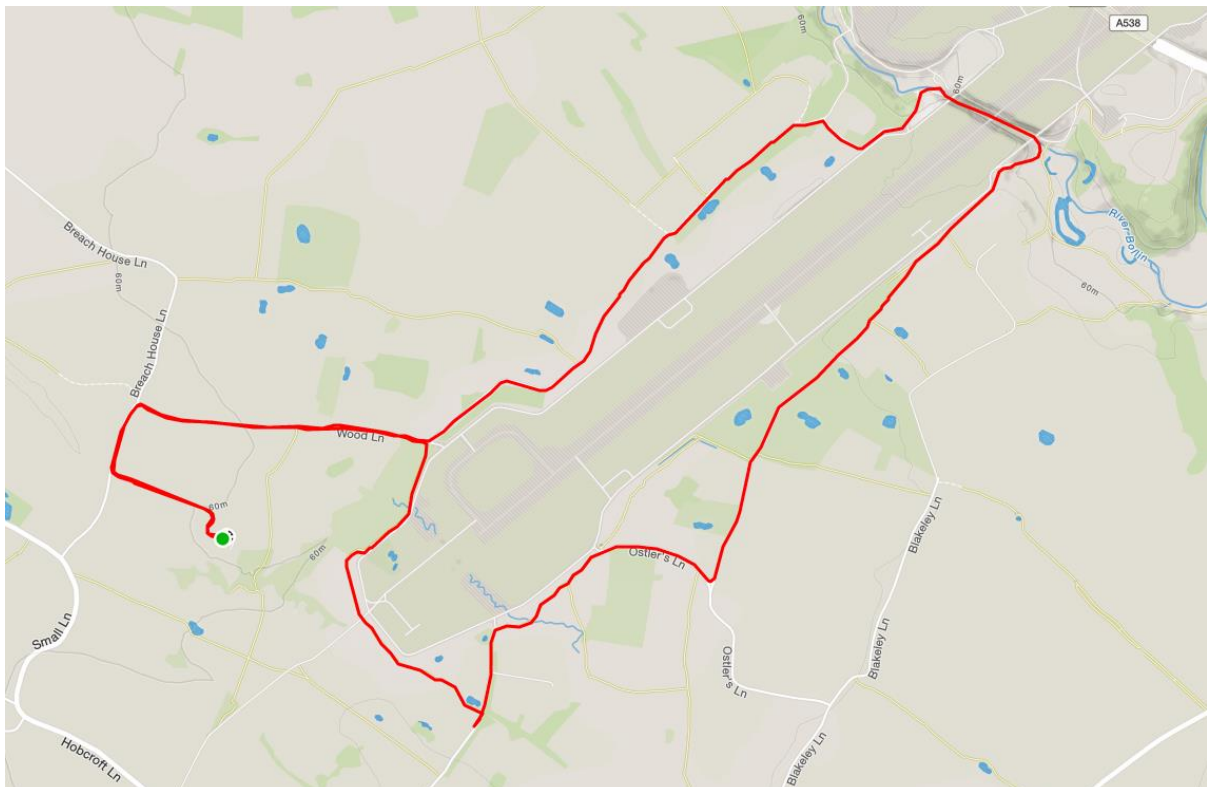 A538
60m
Breach House Ln
60m
River Bollin
60m
Breach House Ln
Wood Ln
60m
60m
Ostler's Ln
Blakeley Ln
Small Ln
Ostler's Ln
Blakeley Ln
Hobcroft Ln
Blakeley Ln